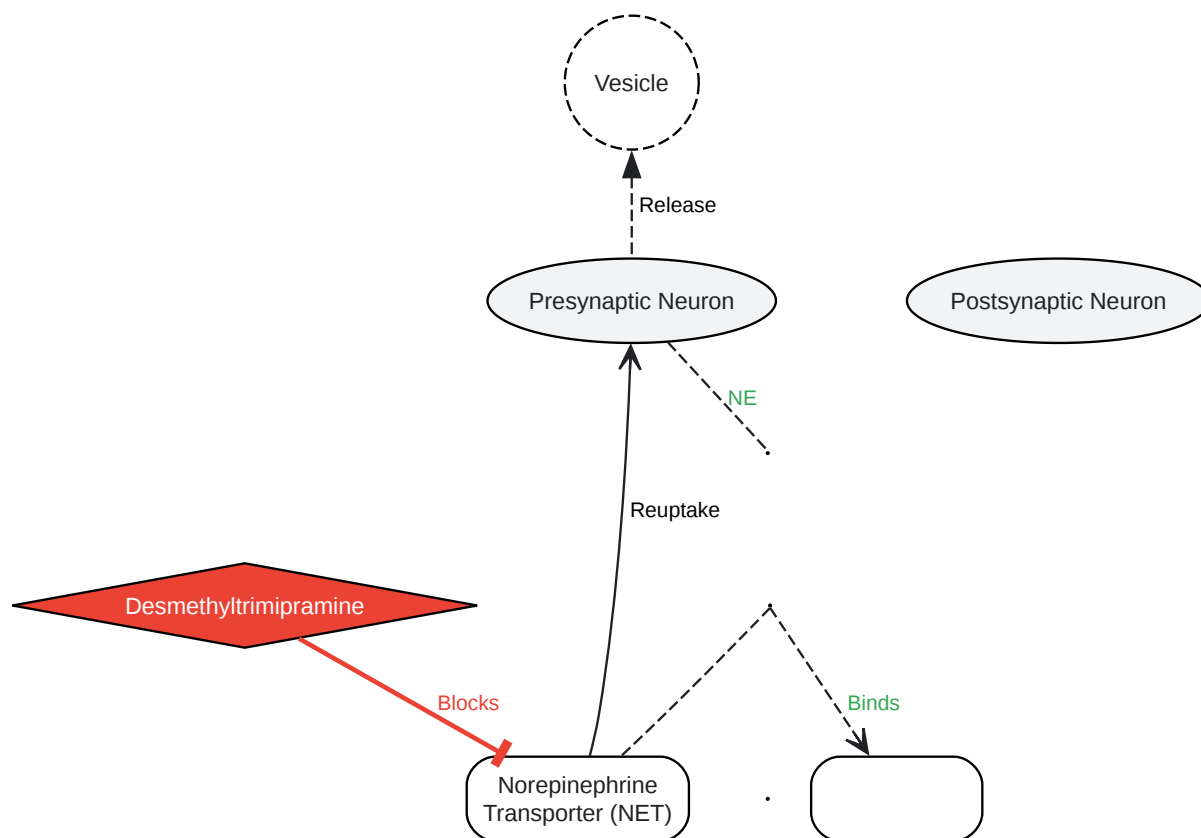 Vesicle
Release
Presynaptic Neuron
Postsynaptic Neuron
NE
Reuptake
Desmethyltrimipramine
Blocks
Binds
Norepinephrine
Transporter (NET)